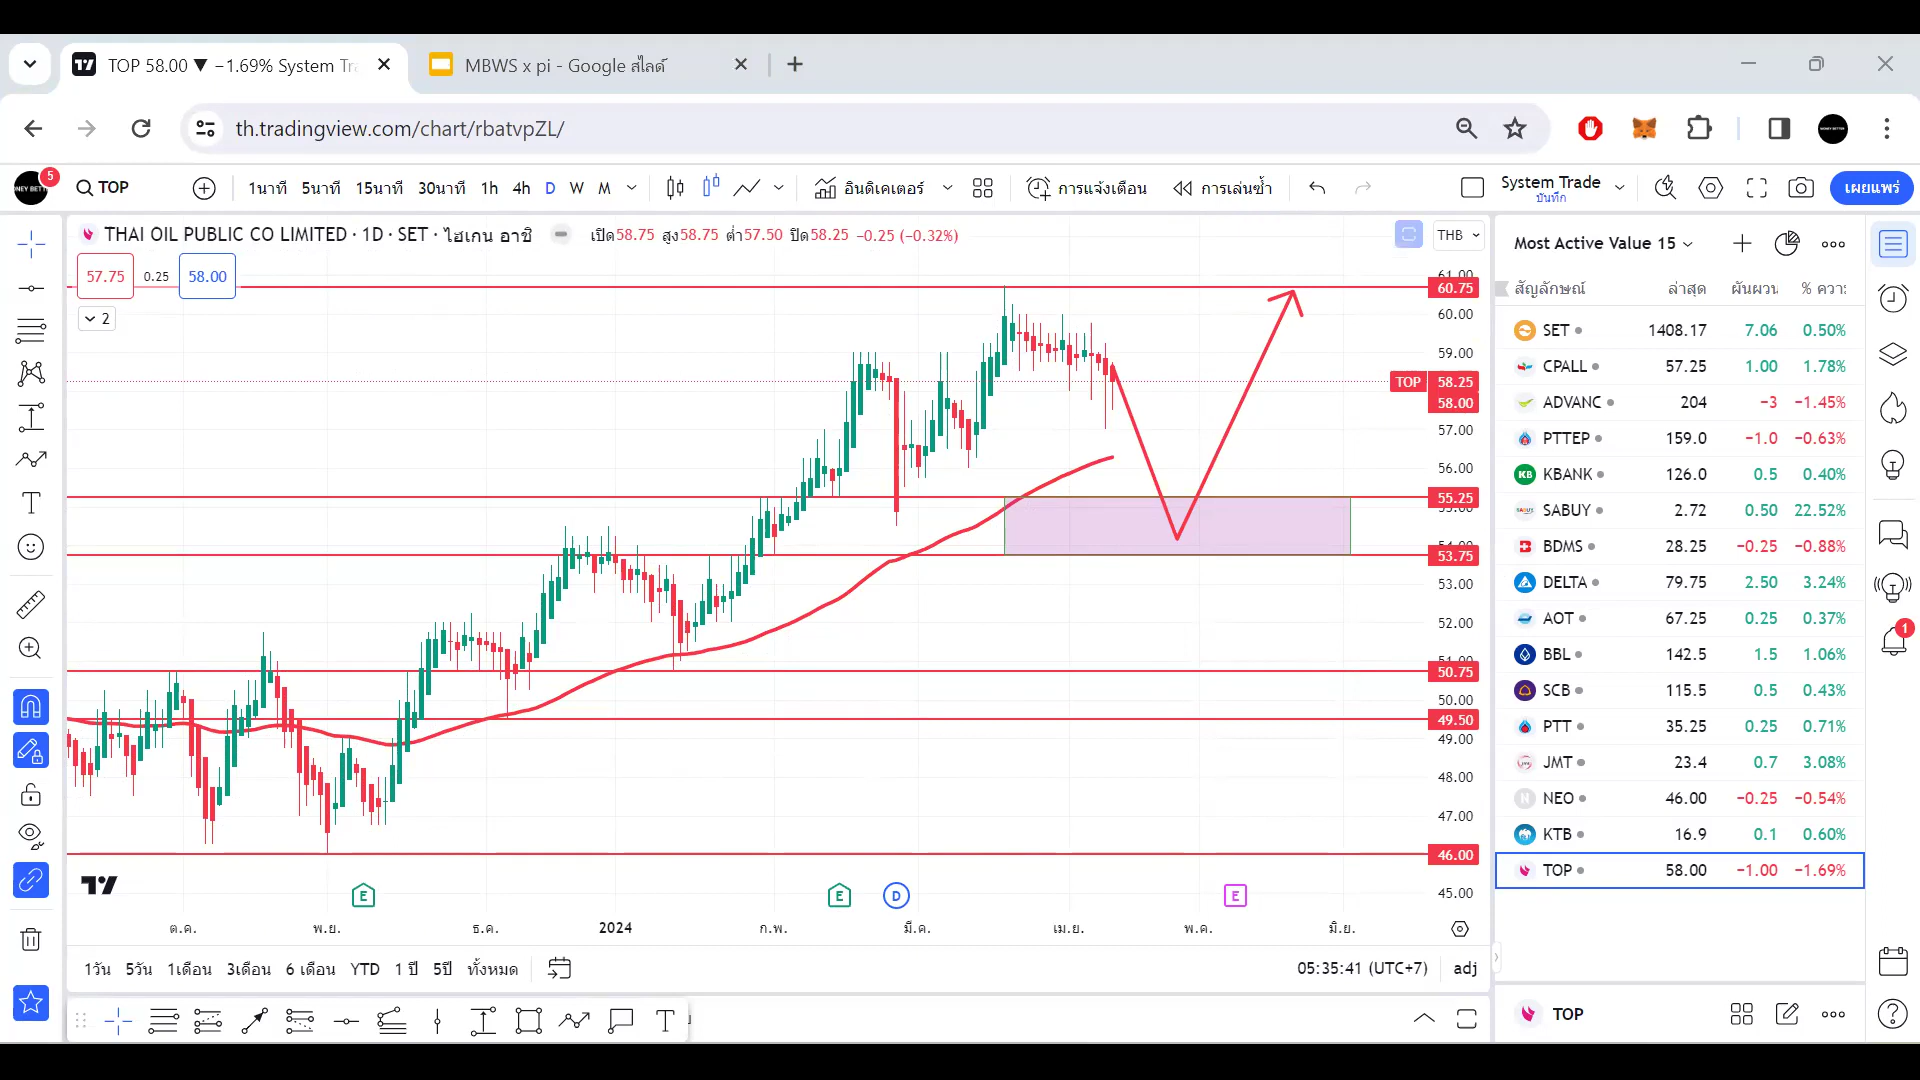 TOP 58.00 ▼ −1.69% System Tra
MBWS x pi - Google สไลด์
th.tradingview.com/chart/rbatvpZL/
5
TOP
1นาที 5นาที 15นาที 30นาที 1h 4h D W M
อินดิเคเตอร์
การแจ้งเตือน
การเล่นซ้ำ
System Trade
บันทึก
เผยแพร่
THAI OIL PUBLIC CO LIMITED · 1D · SET · ไฮเกน อาชิ
เปิด58.75 สูง58.75 ต่ำ57.50 ปิด58.25 −0.25 (−0.32%)
THB
57.75 0.25 58.00
2
61.00
60.75
60.00
59.00
TOP 58.25
58.00
57.00
56.00
55.25
55.00
54.00
53.75
53.00
52.00
51.00
50.75
50.00
49.50
49.00
48.00
47.00
46.00
45.00
E E D E
ต.ค. พ.ย. ธ.ค. 2024 ก.พ. มี.ค. เม.ย. พ.ค. มิ.ย.
1วัน 5วัน 1เดือน 3เดือน 6 เดือน YTD 1 ปี 5ปี ทั้งหมด
05:35:41 (UTC+7) adj
Most Active Value 15
สัญลักษณ์ ล่าสุด ผันผวน % ควา
SET 1408.17 7.06 0.50%
CPALL 57.25 1.00 1.78%
ADVANC 204 −3 −1.45%
PTTEP 159.0 −1.0 −0.63%
KBANK 126.0 0.5 0.40%
SABUY 2.72 0.50 22.52%
BDMS 28.25 −0.25 −0.88%
DELTA 79.75 2.50 3.24%
AOT 67.25 0.25 0.37%
BBL 142.5 1.5 1.06%
SCB 115.5 0.5 0.43%
PTT 35.25 0.25 0.71%
JMT 23.4 0.7 3.08%
NEO 46.00 −0.25 −0.54%
KTB 16.9 0.1 0.60%
TOP 58.00 −1.00 −1.69%
TOP
1